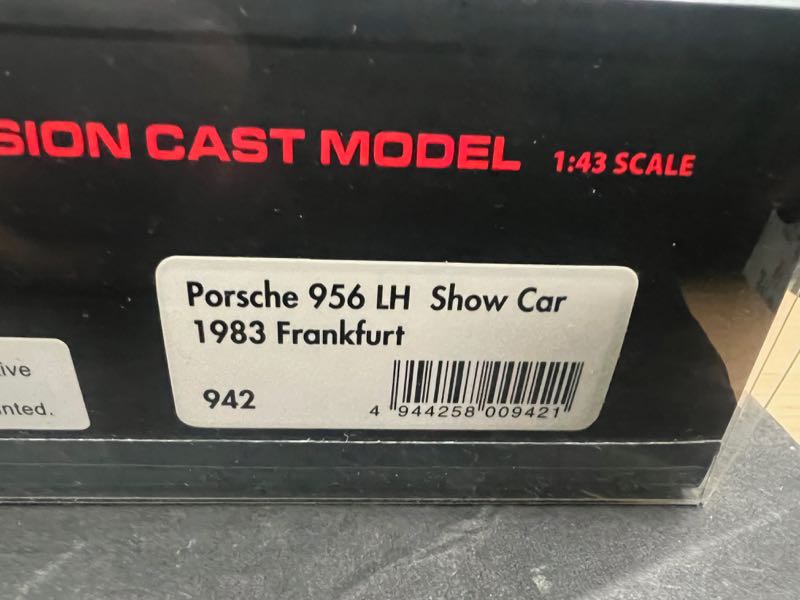 SION CAST MODEL 1:43 SCALE
Porsche 956 LH Show Car
1983 Frankfurt
ive
nted.
942
4 944258 009421